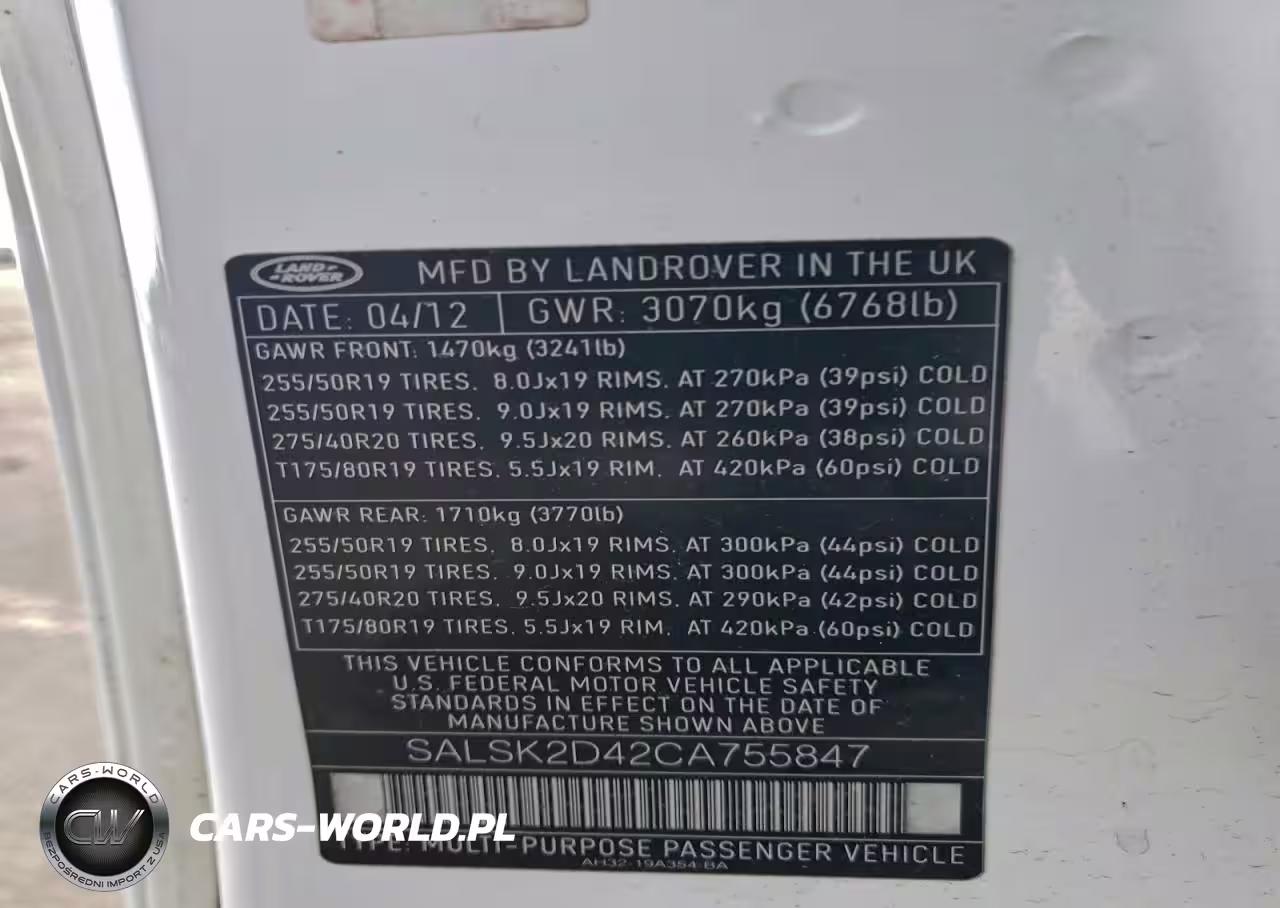 LAND ROVER MFD BY LANDROVER IN THE UK
DATE: 04/12 GWR: 3070kg (6768lb)
GAWR FRONT: 1470kg (3241lb)
255/50R19 TIRES. 8.0Jx19 RIMS. AT 270kPa (39psi) COLD
255/50R19 TIRES. 9.0Jx19 RIMS. AT 270kPa (39psi) COLD
275/40R20 TIRES. 9.5Jx20 RIMS. AT 260kPa (38psi) COLD
T175/80R19 TIRES. 5.5Jx19 RIM. AT 420kPa (60psi) COLD
GAWR REAR: 1710kg (3770lb)
255/50R19 TIRES. 8.0Jx19 RIMS. AT 300kPa (44psi) COLD
255/50R19 TIRES. 9.0Jx19 RIMS. AT 300kPa (44psi) COLD
275/40R20 TIRES. 9.5Jx20 RIMS. AT 290kPa (42psi) COLD
T175/80R19 TIRES. 5.5Jx19 RIM. AT 420kPa (60psi) COLD
THIS VEHICLE CONFORMS TO ALL APPLICABLE
U.S. FEDERAL MOTOR VEHICLE SAFETY
STANDARDS IN EFFECT ON THE DATE OF
MANUFACTURE SHOWN ABOVE
SALSK2D42CA755847
TYPE: MULTI-PURPOSE PASSENGER VEHICLE
AH32-19A354-BA
CARS-WORLD
CW
BEZPOŚREDNI IMPORT Z USA
CARS-WORLD.PL